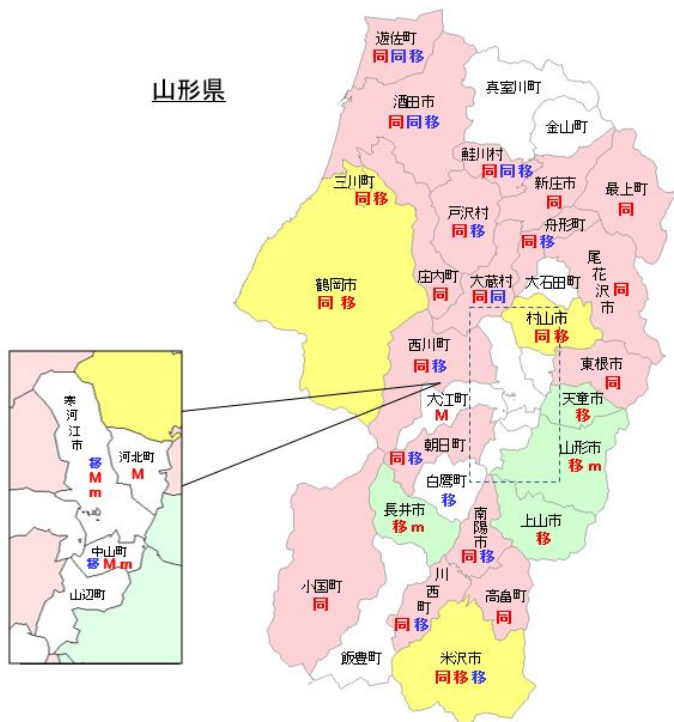 山形県
遊佐町
同同移
酒田市
同同移
真室川町
金山町
鮭川村
同同移
新庄市
同
最上町
同
三川町
同移
戸沢村
同移
舟形町
同移
鶴岡市
同移
庄内町
同
大蔵村
同同
大石田町
尾花沢市
同
村山市
同移
西川町
同移
東根市
同
大江町
M
天童市
移
朝日町
同移
山形市
移m
白鷹町
移
長井市
移m
南陽市
同移
上山市
移
小国町
同
川西町
同移
高畠町
同
飯豊町
米沢市
同移移
寒河江市
移
M
m
河北町
M
中山町
移Mm
山辺町